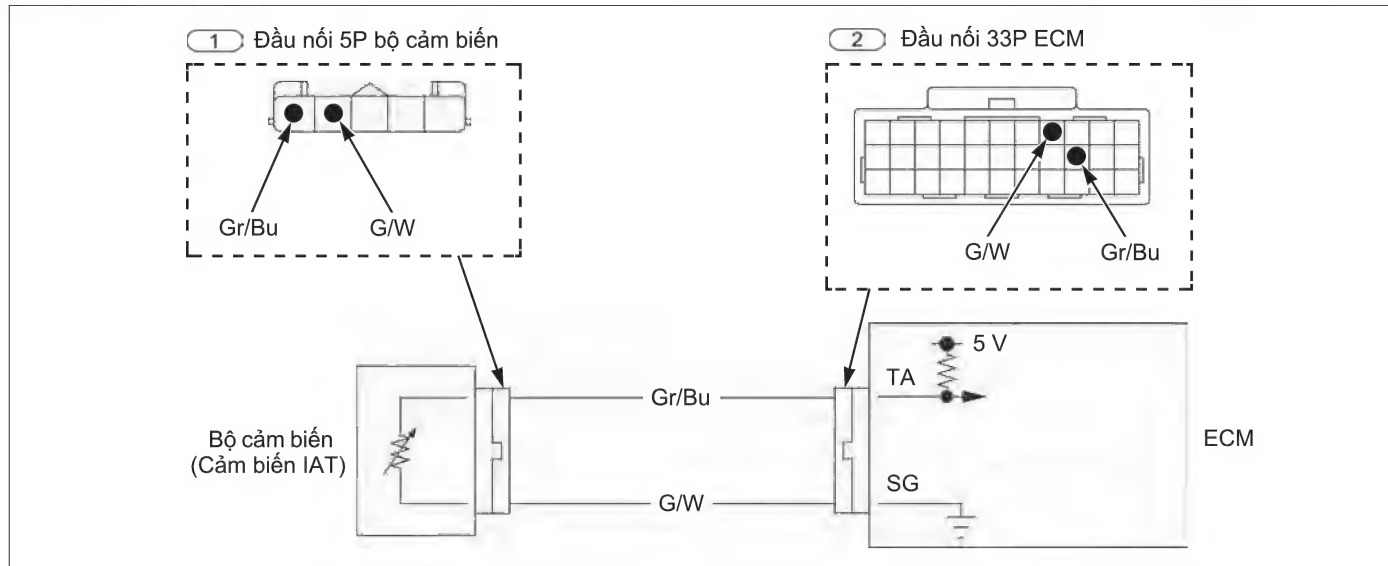 1 Đầu nối 5P bộ cảm biến
Gr/Bu G/W
2 Đầu nối 33P ECM
G/W Gr/Bu
5 V
TA
Gr/Bu
Bộ cảm biến
(Cảm biến IAT)
ECM
SG
G/W